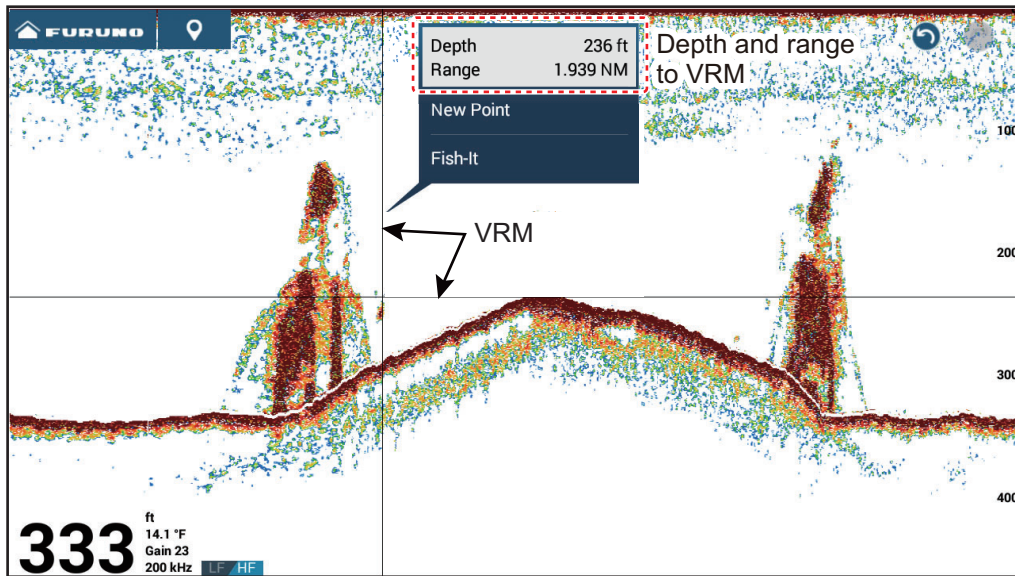 FURUNO
Depth 236 ft
Range 1.939 NM
Depth and range
to VRM
New Point
Fish-It
100
VRM
200
300
400
333
ft
14.1 °F
Gain 23
200 kHz
LF HF